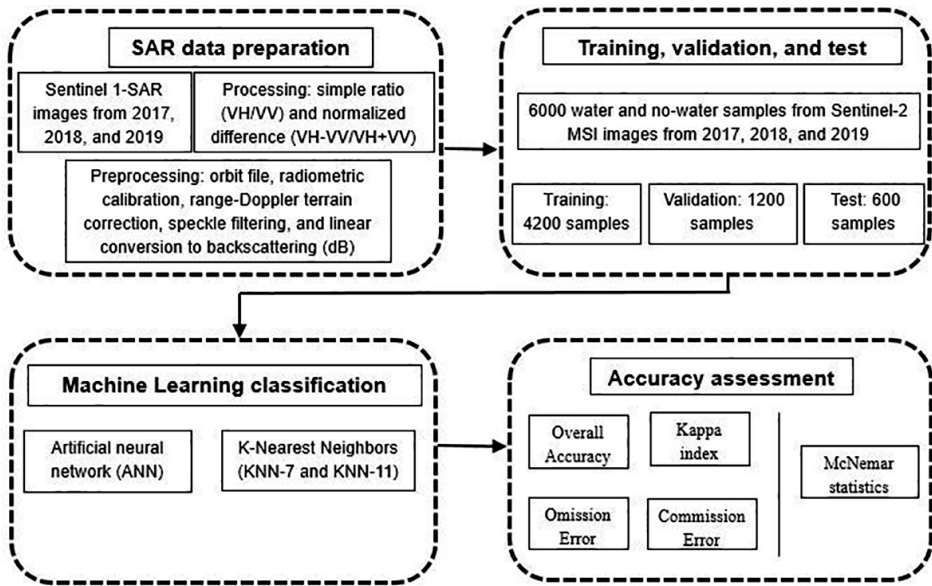 SAR data preparation
Sentinel 1-SAR
images from 2017,
2018, and 2019
Processing: simple ratio
(VH/VV) and normalized
difference (VH-VV/VH+VV)
Preprocessing: orbit file, radiometric
calibration, range-Doppler terrain
correction, speckle filtering, and linear
conversion to backscattering (dB)
Training, validation, and test
6000 water and no-water samples from Sentinel-2
MSI images from 2017, 2018, and 2019
Training:
4200 samples
Validation: 1200
samples
Test: 600
samples
Machine Learning classification
Artificial neural
network (ANN)
K-Nearest Neighbors
(KNN-7 and KNN-11)
Accuracy assessment
Overall
Accuracy
Kappa
index
Omission
Error
Commission
Error
McNemar
statistics